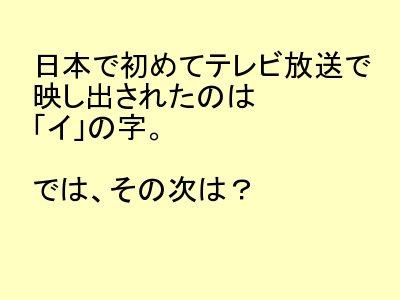 日本で初めてテレビ放送で
映し出されたのは
｢イ｣の字。
では、その次は？